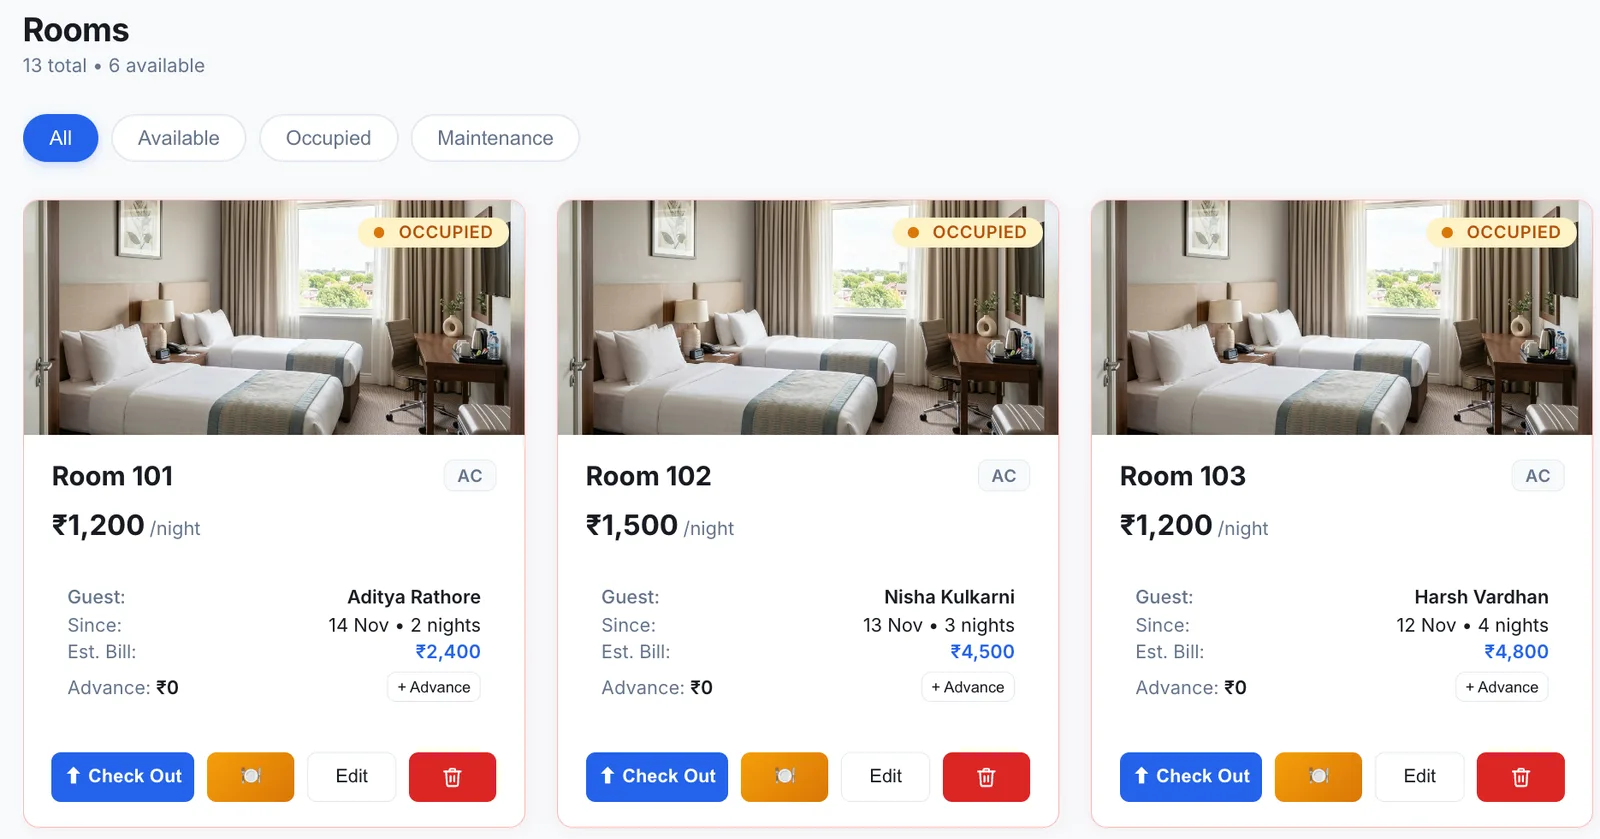 Rooms
13 total • 6 available
All
Available
Occupied
Maintenance
OCCUPIED
Room 101
AC
₹1,200 /night
Guest: Aditya Rathore
Since: 14 Nov • 2 nights
Est. Bill: ₹2,400
Advance: ₹0
+ Advance
Check Out
Edit
OCCUPIED
Room 102
AC
₹1,500 /night
Guest: Nisha Kulkarni
Since: 13 Nov • 3 nights
Est. Bill: ₹4,500
Advance: ₹0
+ Advance
Check Out
Edit
OCCUPIED
Room 103
AC
₹1,200 /night
Guest: Harsh Vardhan
Since: 12 Nov • 4 nights
Est. Bill: ₹4,800
Advance: ₹0
+ Advance
Check Out
Edit